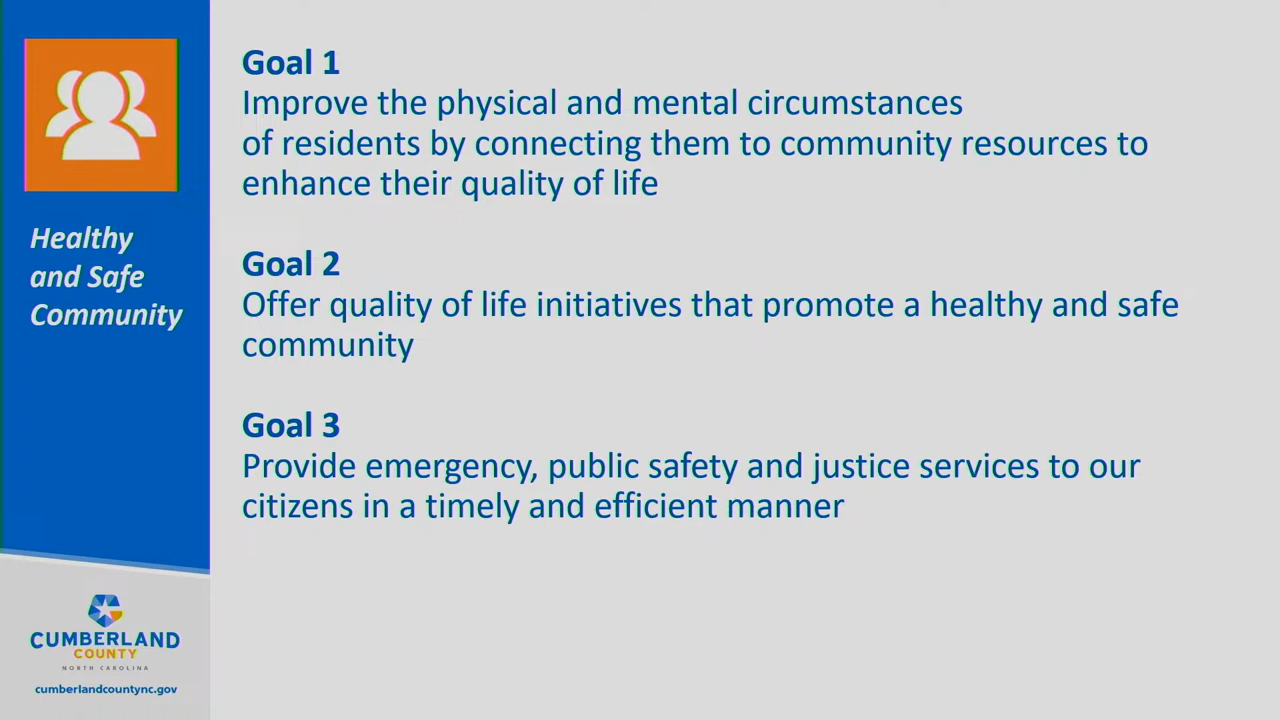 Healthy
and Safe
Community
Goal 1
Improve the physical and mental circumstances
of residents by connecting them to community resources to
enhance their quality of life
Goal 2
Offer quality of life initiatives that promote a healthy and safe
community
Goal 3
Provide emergency, public safety and justice services to our
citizens in a timely and efficient manner
CUMBERLAND
COUNTY
NORTH CAROLINA
cumberlandcountync.gov